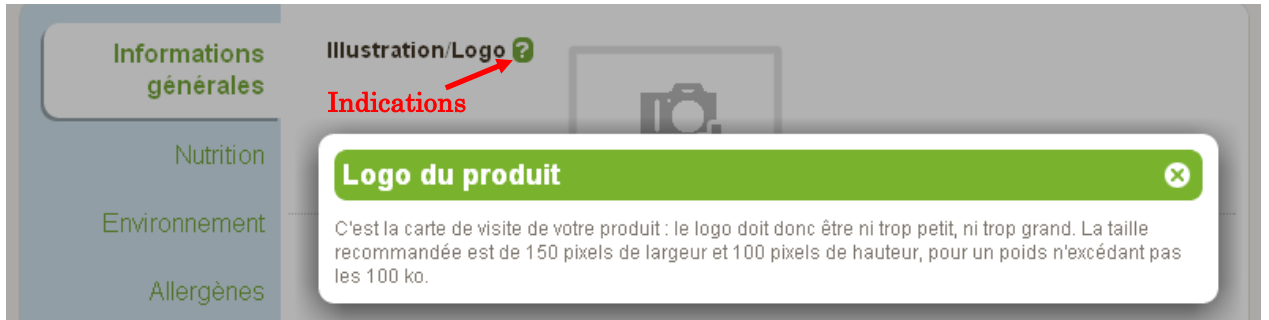 Informations
générales
Nutrition
Environnement
Allergènes
Illustration/Logo ?
Indications
Logo du produit
C'est la carte de visite de votre produit : le logo doit donc être ni trop petit, ni trop grand. La taille
recommandée est de 150 pixels de largeur et 100 pixels de hauteur, pour un poids n'excédant pas
les 100 ko.